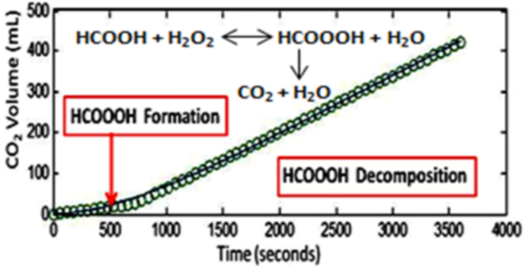 500
400
300
200
100
0
CO₂ Volume (mL)
HCOOH + H₂O₂ ⟷ HCOOOH + H₂O
↓
CO₂ + H₂O
HCOOOH Formation
HCOOOH Decomposition
0 500 1000 1500 2000 2500 3000 3500 4000
Time (seconds)